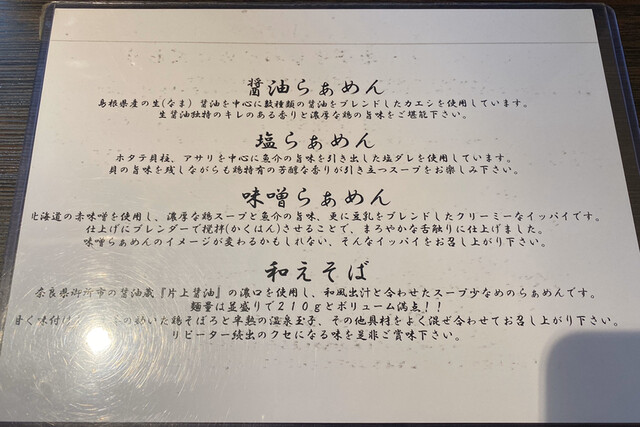 醤油らぁめん
島根県産の生(なま)醤油を中心に数種類の醤油をブレンドしたカエシを使用しています。
生醤油独特のキレのある香りと濃厚な鶏の旨味をご堪能下さい。
塩らぁめん
ホタテ貝柱、アサリを中心に魚介の旨味を引き出した塩ダレを使用しています。
貝の旨味を残しながらも鶏特有の芳醇な香りが引き立つスープをお楽しみ下さい。
味噌らぁめん
北海道の赤味噌を使用し、濃厚な鶏スープと魚介の旨味、更に豆乳をブレンドしたクリーミーなイッパイです。
仕上げにブレンダーで撹拌(かくはん)させることで、まろやかな舌触りに仕上げました。
味噌らぁめんのイメージが変わるかもしれない、そんなイッパイをお召し上がり下さい。
和えそば
奈良県御所市の醤油蔵『片上醤油』の濃口を使用し、和風出汁と合わせたスープ少なめのらぁめんです。
麺量は並盛りで210gとボリューム満点!!
甘く味付け の効いた鶏そぼろと半熟の温泉玉子、その他具材をよく混ぜ合わせてお召し上がり下さい。
リピーター続出のクセになる味を是非ご賞味下さい。